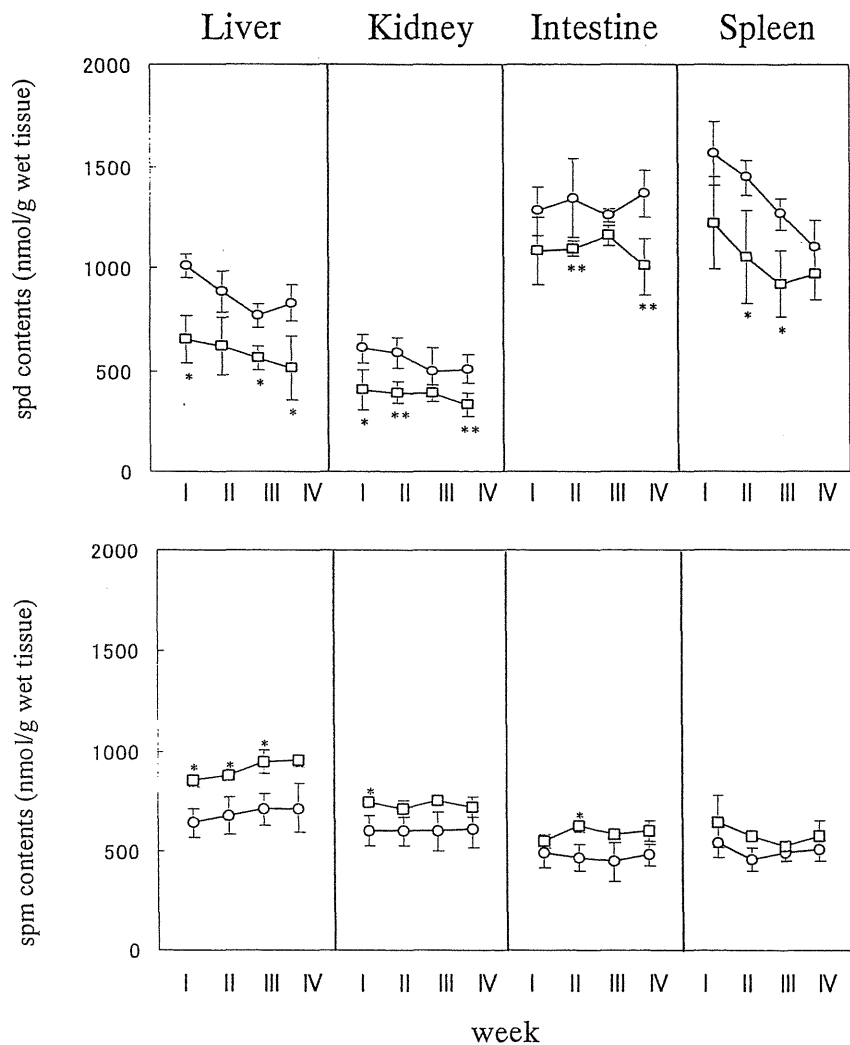 Liver Kidney Intestine Spleen
spd contents (nmol/g wet tissue)
2000
1500
1000
500
0
* * *
* ** **
** **
* *
I II III IV I II III IV I II III IV I II III IV
spm contents (nmol/g wet tissue)
2000
1500
1000
500
0
* * *
*
*
I II III IV I II III IV I II III IV I II III IV
week